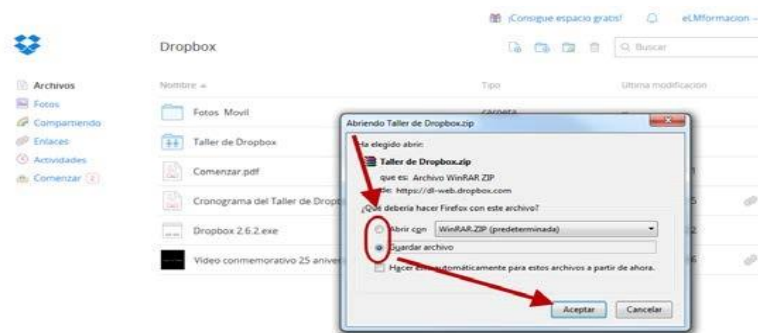 ¡Consigue espacio gratis! eLMformacion
Dropbox
Buscar
Archivos
Nombre Tipo Última modificación
Fotos
Fotos Movil carpeta
Compartiendo
Enlaces
Taller de Dropbox
Actividades
Comenzar
Comenzar.pdf
Cronograma del Taller de Dropb
Dropbox 2.6.2.exe
Video conmemorativo 25 anivers
Abriendo Taller de Dropbox.zip
Ha elegido abrir:
Taller de Dropbox.zip
que es: Archivo WinRAR ZIP
de: https://dl-web.dropbox.com
¿Qué debería hacer Firefox con este archivo?
Abrir con WinRAR.ZIP (predeterminada)
Guardar archivo
Hacer esto automáticamente para estos archivos a partir de ahora.
Aceptar Cancelar